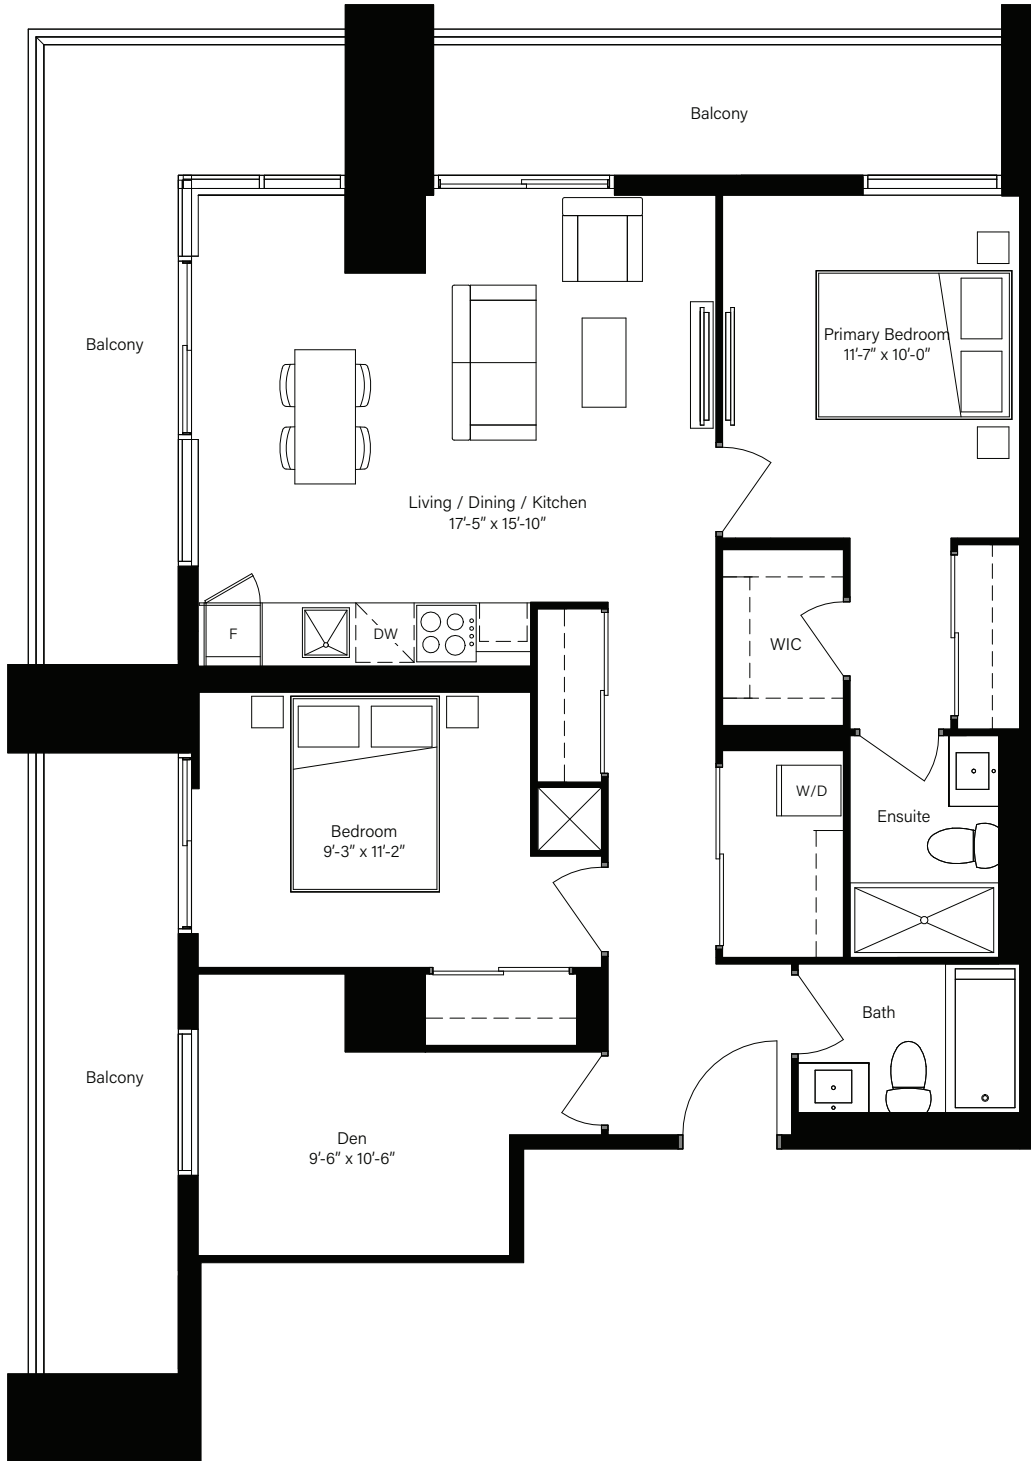 Balcony
Balcony
Primary Bedroom
11’-7” x 10’-0”
Living / Dining / Kitchen
17’-5” x 15’-10”
F
DW
WIC
W/D
Ensuite
Bedroom
9’-3” x 11’-2”
Bath
Balcony
Den
9’-6” x 10’-6”